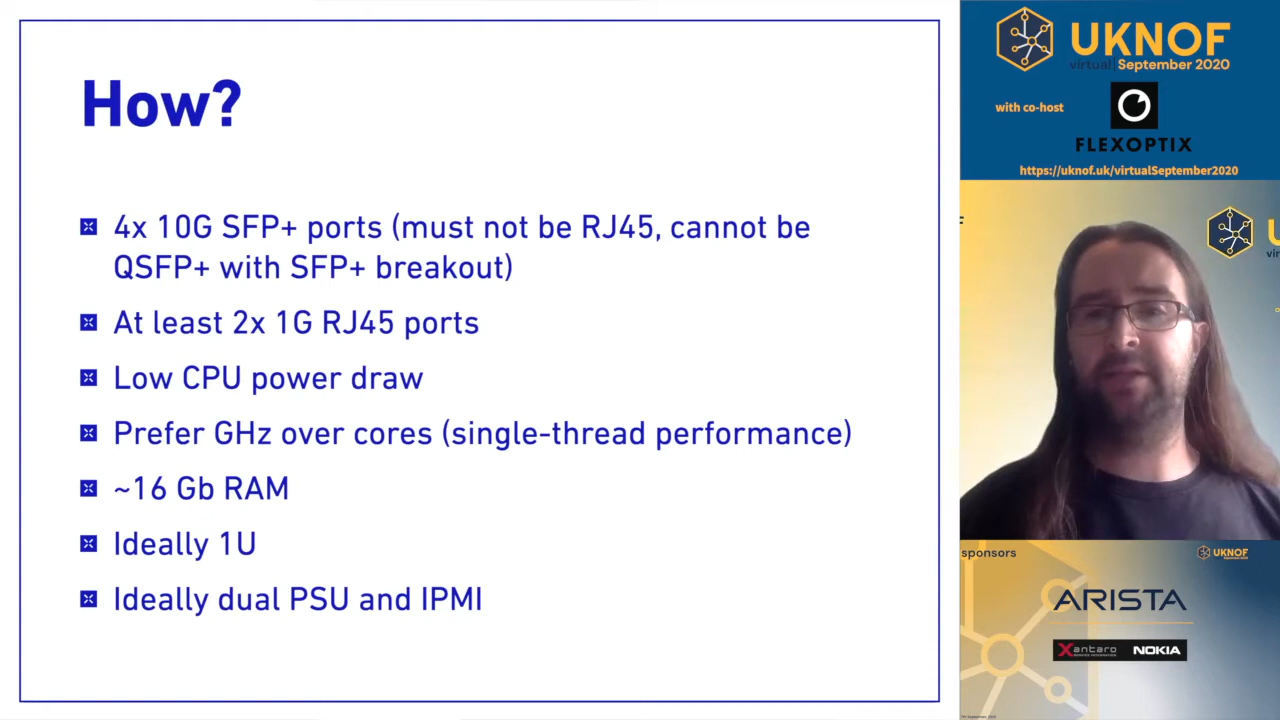 How?
4x 10G SFP+ ports (must not be RJ45, cannot be
QSFP+ with SFP+ breakout)
At least 2x 1G RJ45 ports
Low CPU power draw
Prefer GHz over cores (single-thread performance)
~16 Gb RAM
Ideally 1U
Ideally dual PSU and IPMI
UKNOF
virtual September 2020
with co-host
FLEXOPTIX
https://uknof.uk/virtualSeptember2020
sponsors
UKNOF
ARISTA
Xantaro
NOKIA